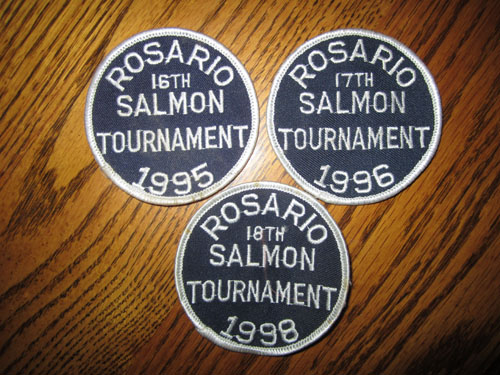 ROSARIO
16TH
SALMON
TOURNAMENT
1995
ROSARIO
17TH
SALMON
TOURNAMENT
1996
ROSARIO
18TH
SALMON
TOURNAMENT
1998